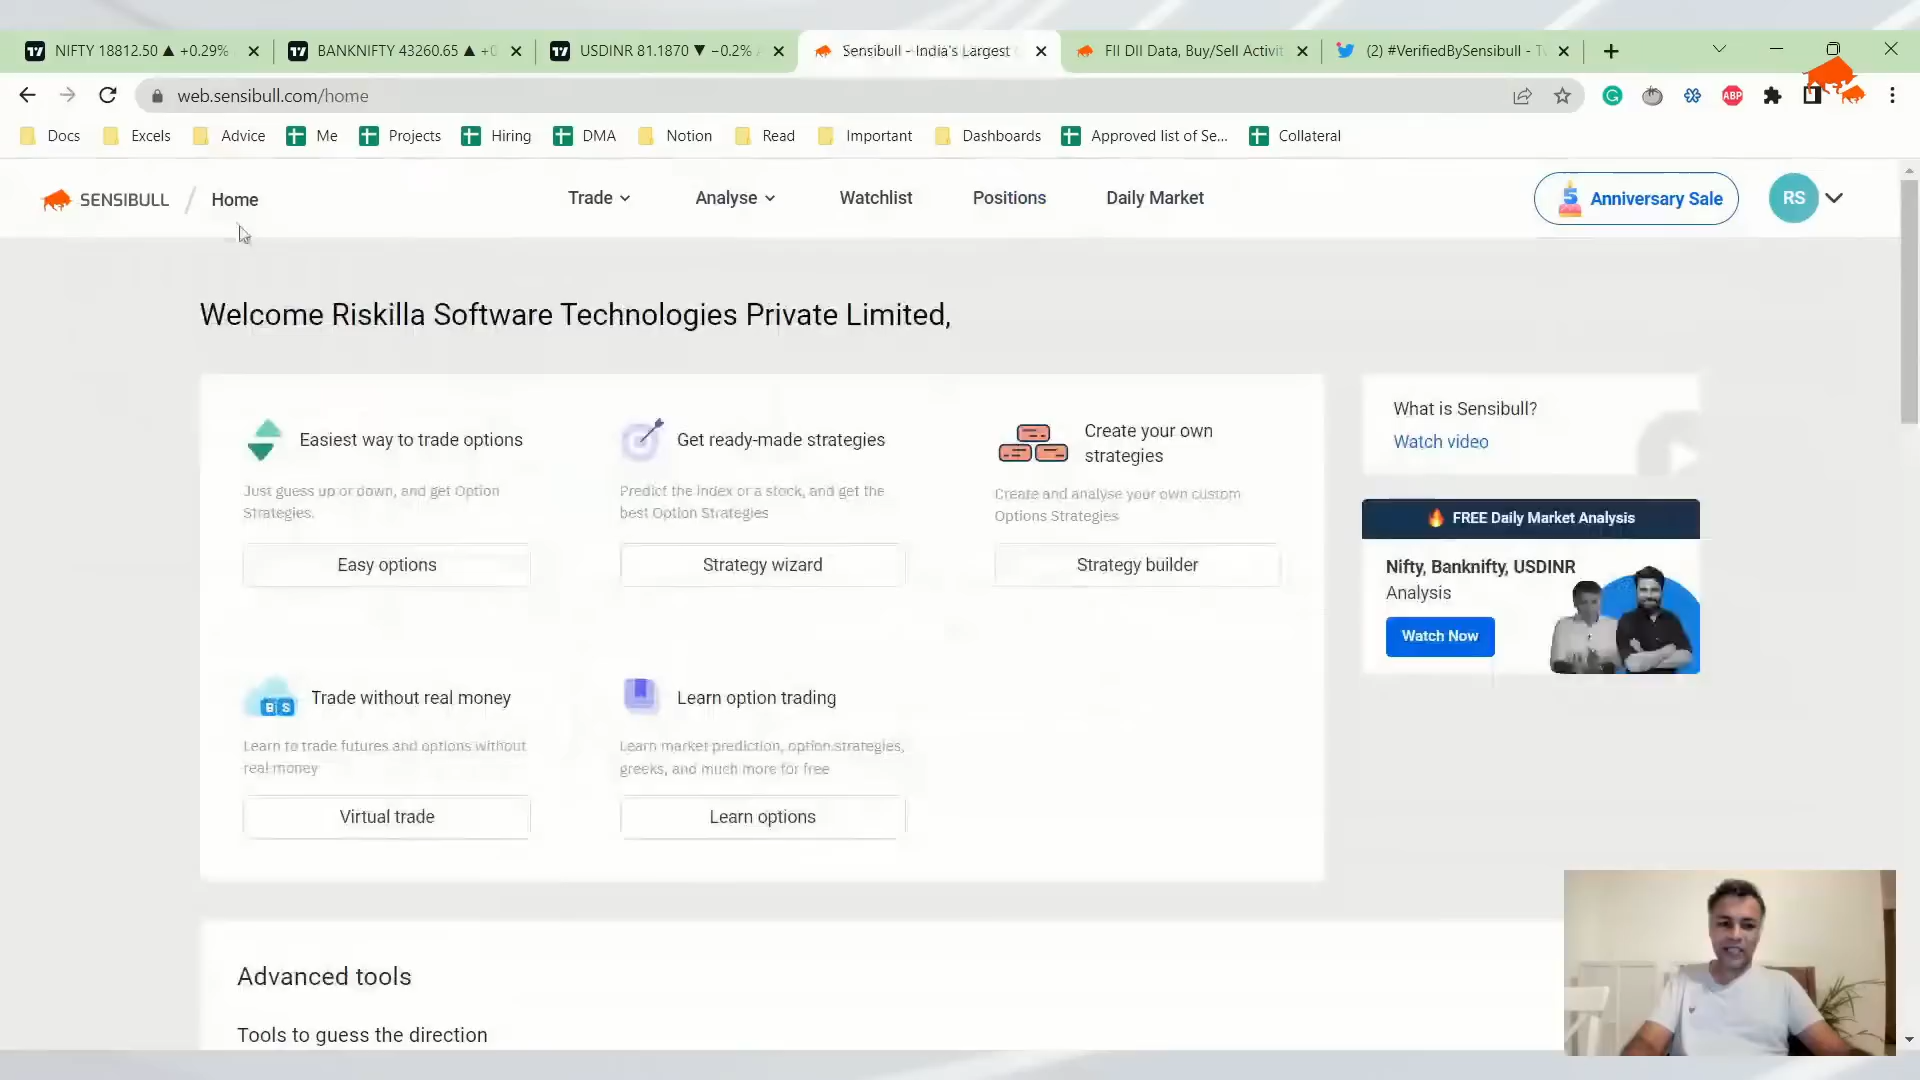 NIFTY 18812.50 ▲ +0.29%
BANKNIFTY 43260.65 ▲ +0
USDINR 81.1870 ▼ −0.2%
Sensibull - India's Largest
FII DII Data, Buy/Sell Activit
(2) #VerifiedBySensibull - Tw
web.sensibull.com/home
ABP
Docs
Excels
Advice
Me
Projects
Hiring
DMA
Notion
Read
Important
Dashboards
Approved list of Se...
Collateral
SENSIBULL / Home
Trade
Analyse
Watchlist
Positions
Daily Market
5
Anniversary Sale
RS
Welcome Riskilla Software Technologies Private Limited,
Easiest way to trade options
Just guess up or down, and get Option
Strategies.
Easy options
Get ready-made strategies
Predict the index or a stock, and get the
best Option Strategies
Strategy wizard
Create your own
strategies
Create and analyse your own custom
Options Strategies
Strategy builder
What is Sensibull?
Watch video
FREE Daily Market Analysis
Nifty, Banknifty, USDINR
Analysis
Watch Now
B S
Trade without real money
Learn to trade futures and options without
real money
Virtual trade
Learn option trading
Learn market prediction, option strategies,
greeks, and much more for free
Learn options
Advanced tools
Tools to guess the direction